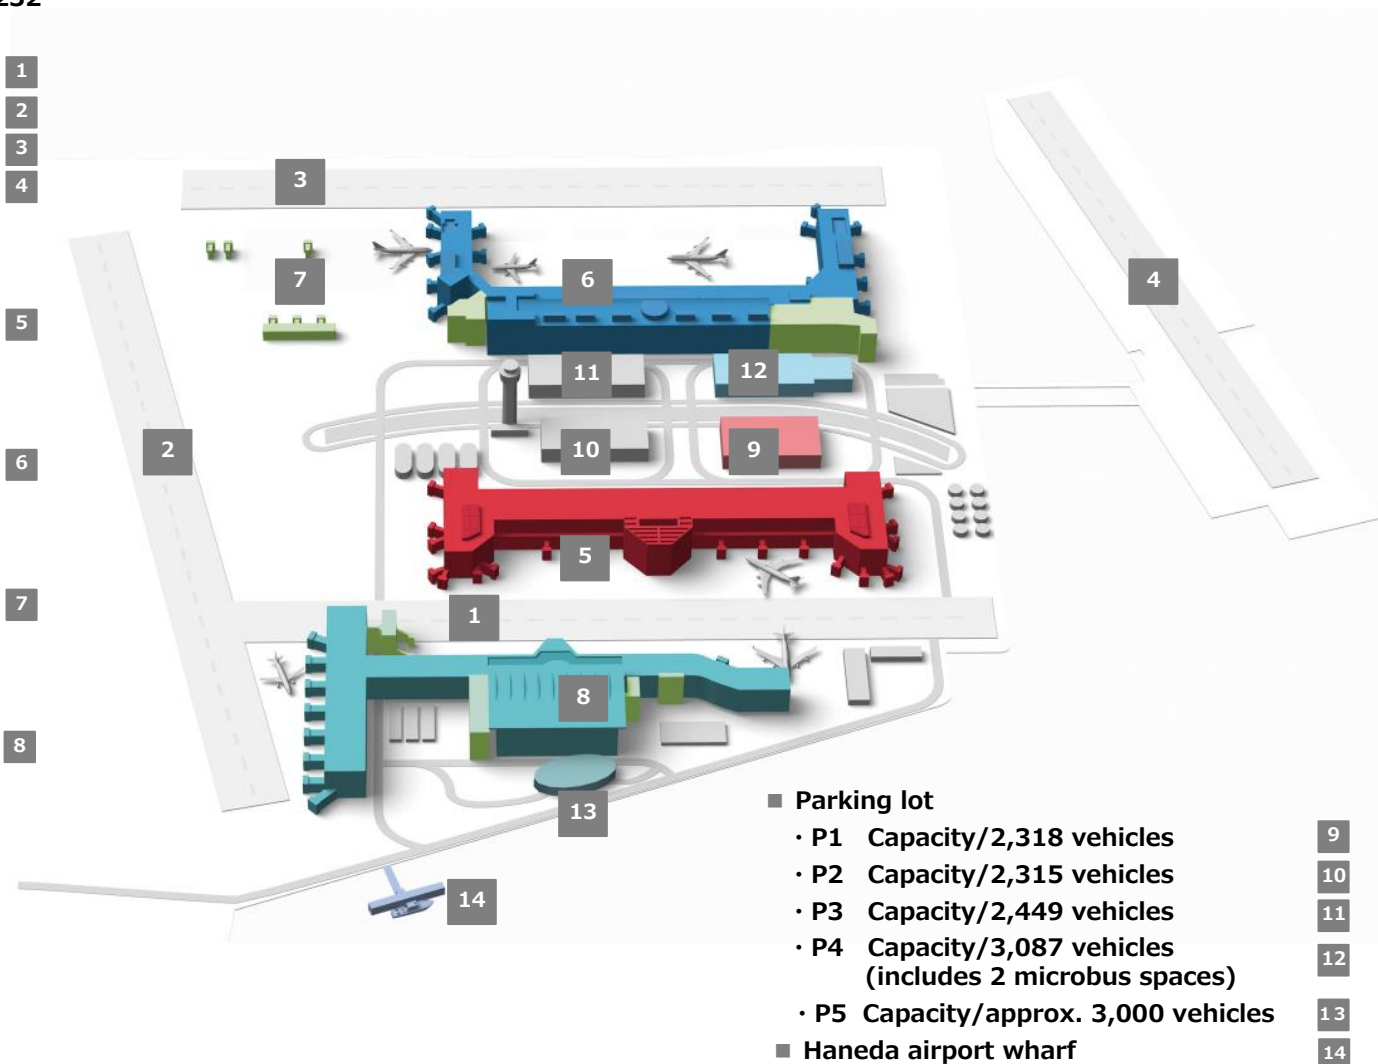 1
2
3
4
5
6
7
8
3
4
7
6
11
12
2
10
9
5
1
8
13
14
■ Parking lot
・P1 Capacity/2,318 vehicles 9
・P2 Capacity/2,315 vehicles 10
・P3 Capacity/2,449 vehicles 11
・P4 Capacity/3,087 vehicles 12
(includes 2 microbus spaces)
・P5 Capacity/approx. 3,000 vehicles 13
■ Haneda airport wharf 14